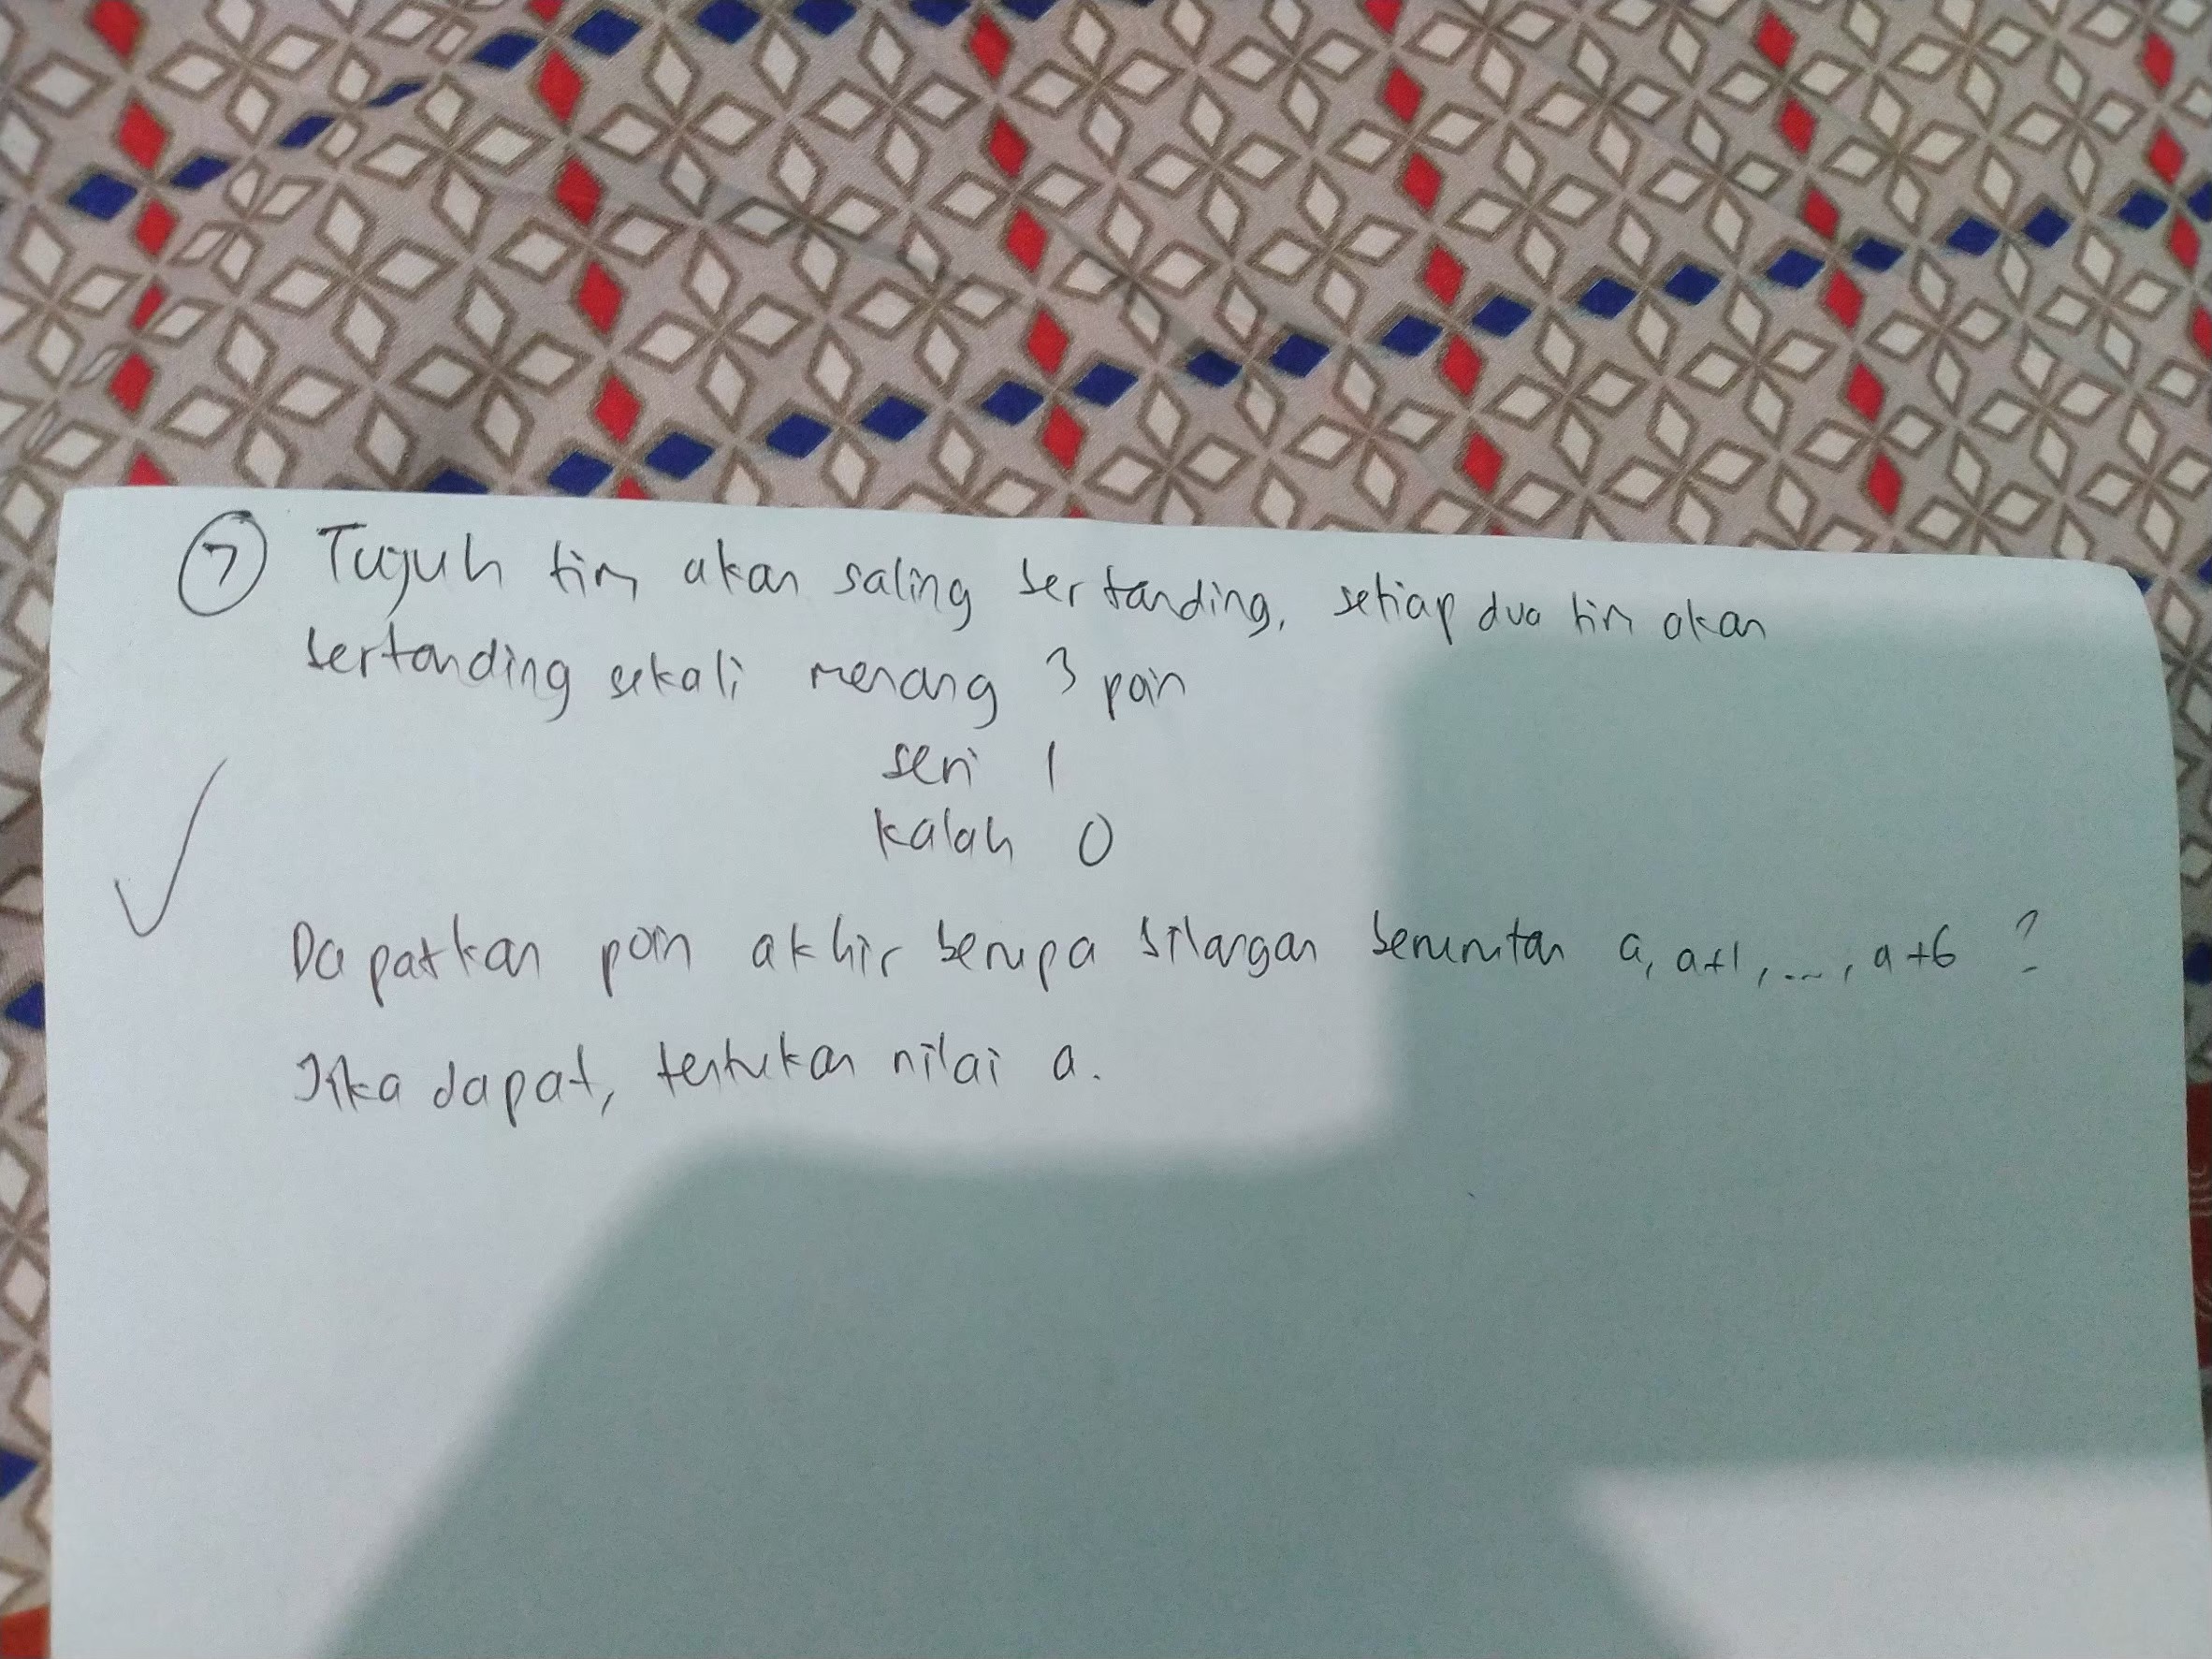 7 Tujuh tim akan saling bertanding, setiap dua tim akan
bertanding sekali menang 3 poin
seri 1
kalah 0
Dapatkan poin akhir berupa bilangan berurutan a, a+1, ..., a+6 ?
Jika dapat, tentukan nilai a.